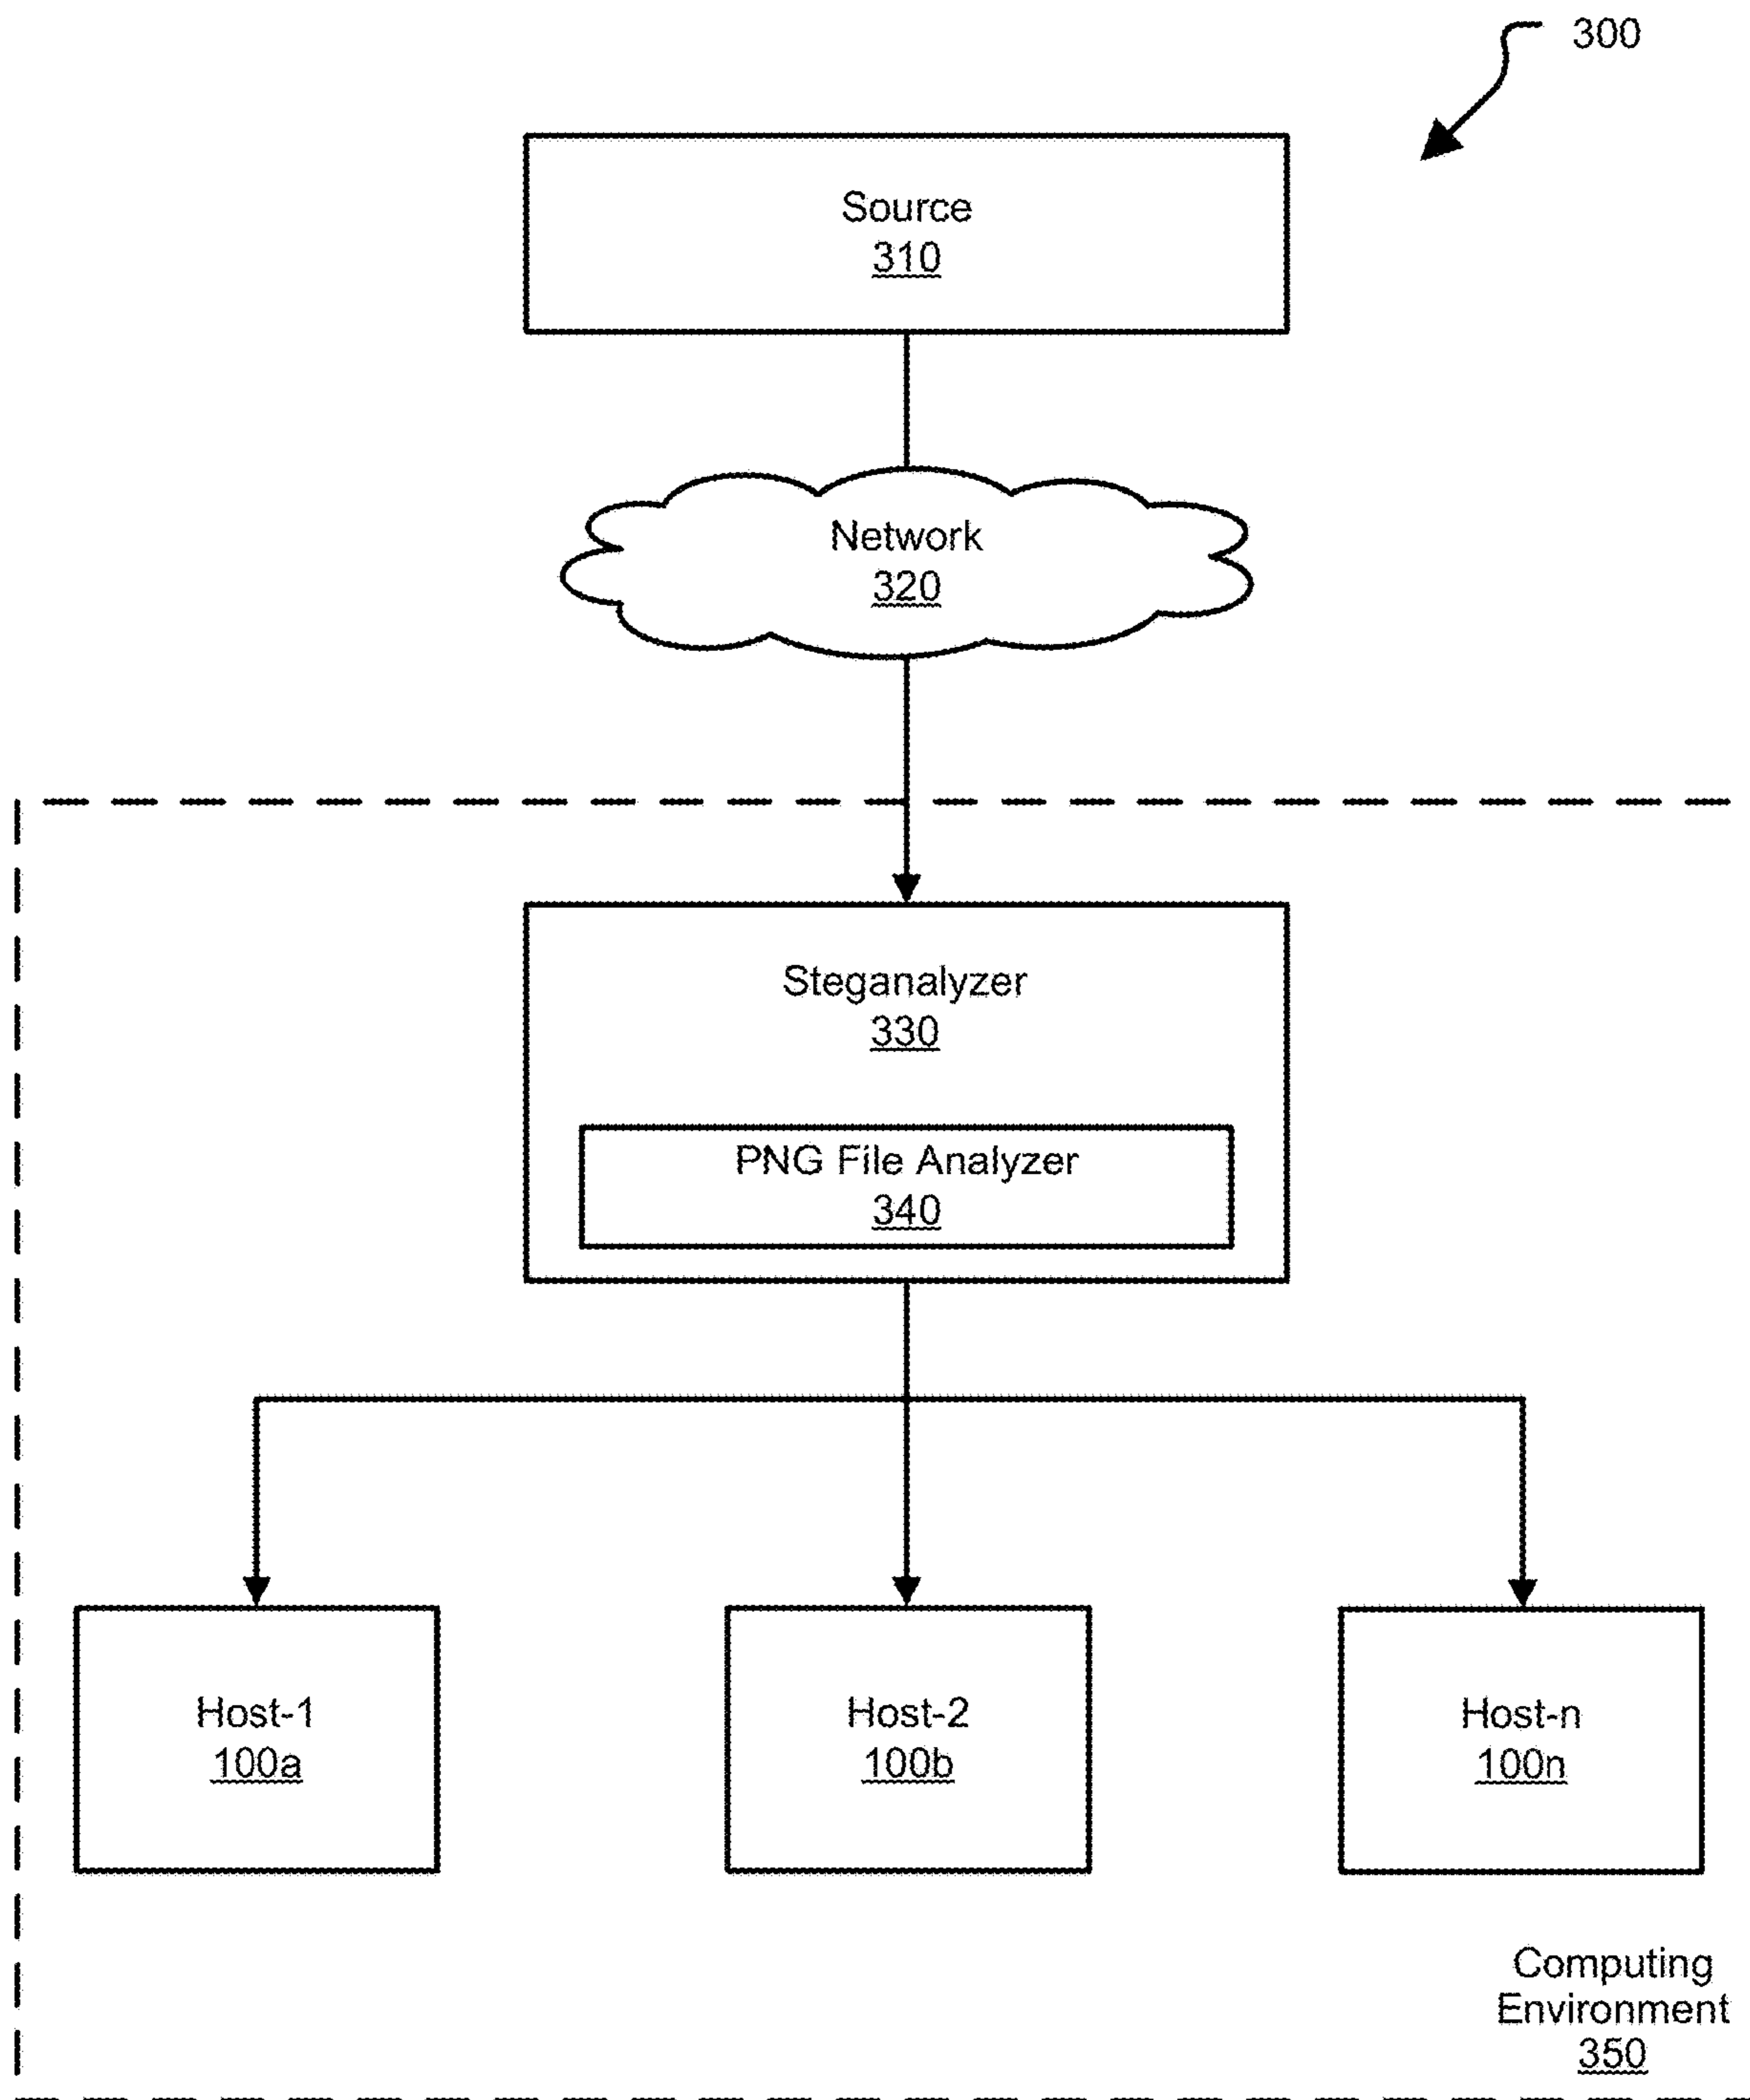 300
Source
310
Network
320
Steganalyzer
330
PNG File Analyzer
340
Host-1
100a
Host-2
100b
Host-n
100n
Computing
Environment
350